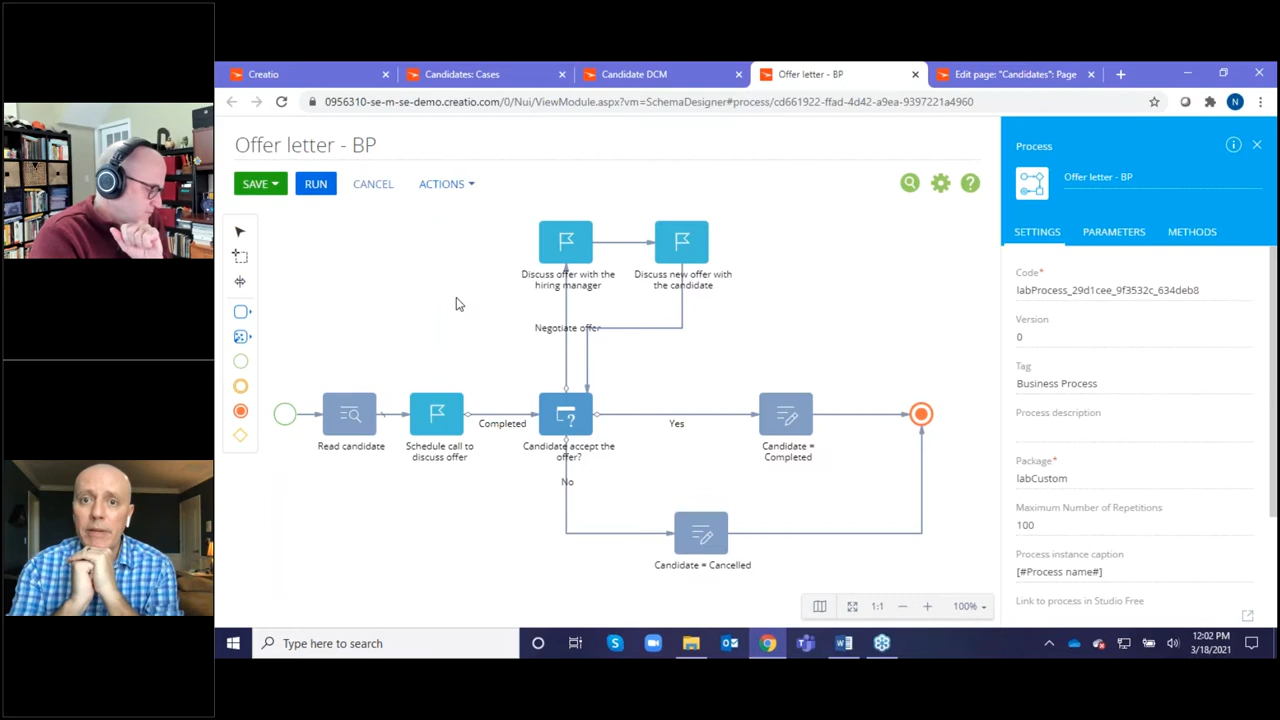 Creatio
Candidates: Cases
Candidate DCM
Offer letter - BP
Edit page: "Candidates": Page
0956310-se-m-se-demo.creatio.com/0/Nui/ViewModule.aspx?vm=SchemaDesigner#process/cd661922-ffad-4d42-a9ea-9397221a4960
N
Offer letter - BP
SAVE
RUN
CANCEL
ACTIONS
Discuss offer with the
hiring manager
Discuss new offer with
the candidate
Negotiate offer
Read candidate
Schedule call to
discuss offer
Completed
Candidate accept the
offer?
Yes
Candidate =
Completed
No
Candidate = Cancelled
1:1
100%
Process
Offer letter - BP
SETTINGS
PARAMETERS
METHODS
Code*
labProcess_29d1cee_9f3532c_634deb8
Version
0
Tag
Business Process
Process description
Package*
labCustom
Maximum Number of Repetitions
100
Process instance caption
[#Process name#]
Link to process in Studio Free
Type here to search
12:02 PM
3/18/2021